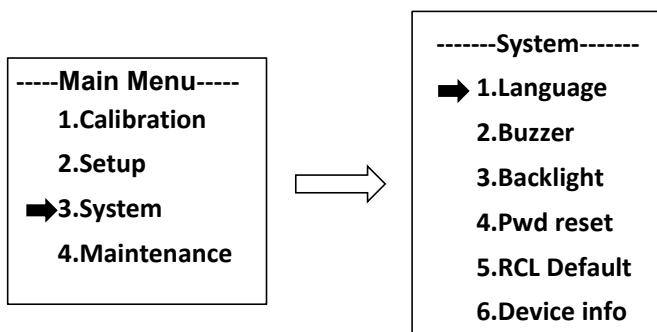 -----Main Menu-----
1.Calibration
2.Setup
3.System
4.Maintenance
-------System-------
1.Language
2.Buzzer
3.Backlight
4.Pwd reset
5.RCL Default
6.Device info